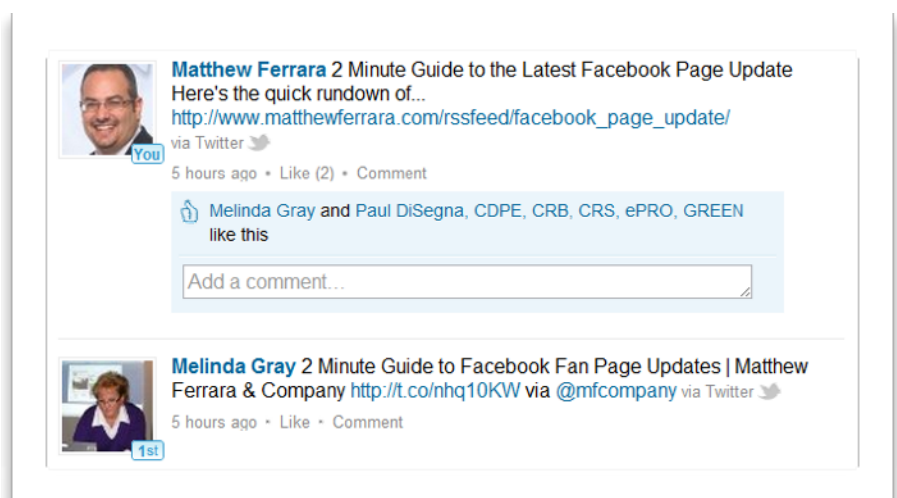 Matthew Ferrara 2 Minute Guide to the Latest Facebook Page Update
Here's the quick rundown of...
http://www.matthewferrara.com/rssfeed/facebook_page_update/
via Twitter
You
5 hours ago • Like (2) • Comment
Melinda Gray and Paul DiSegna, CDPE, CRB, CRS, ePRO, GREEN
like this
Add a comment...
Melinda Gray 2 Minute Guide to Facebook Fan Page Updates | Matthew
Ferrara & Company http://t.co/nhq10KW via @mfcompany via Twitter
5 hours ago • Like • Comment
1st